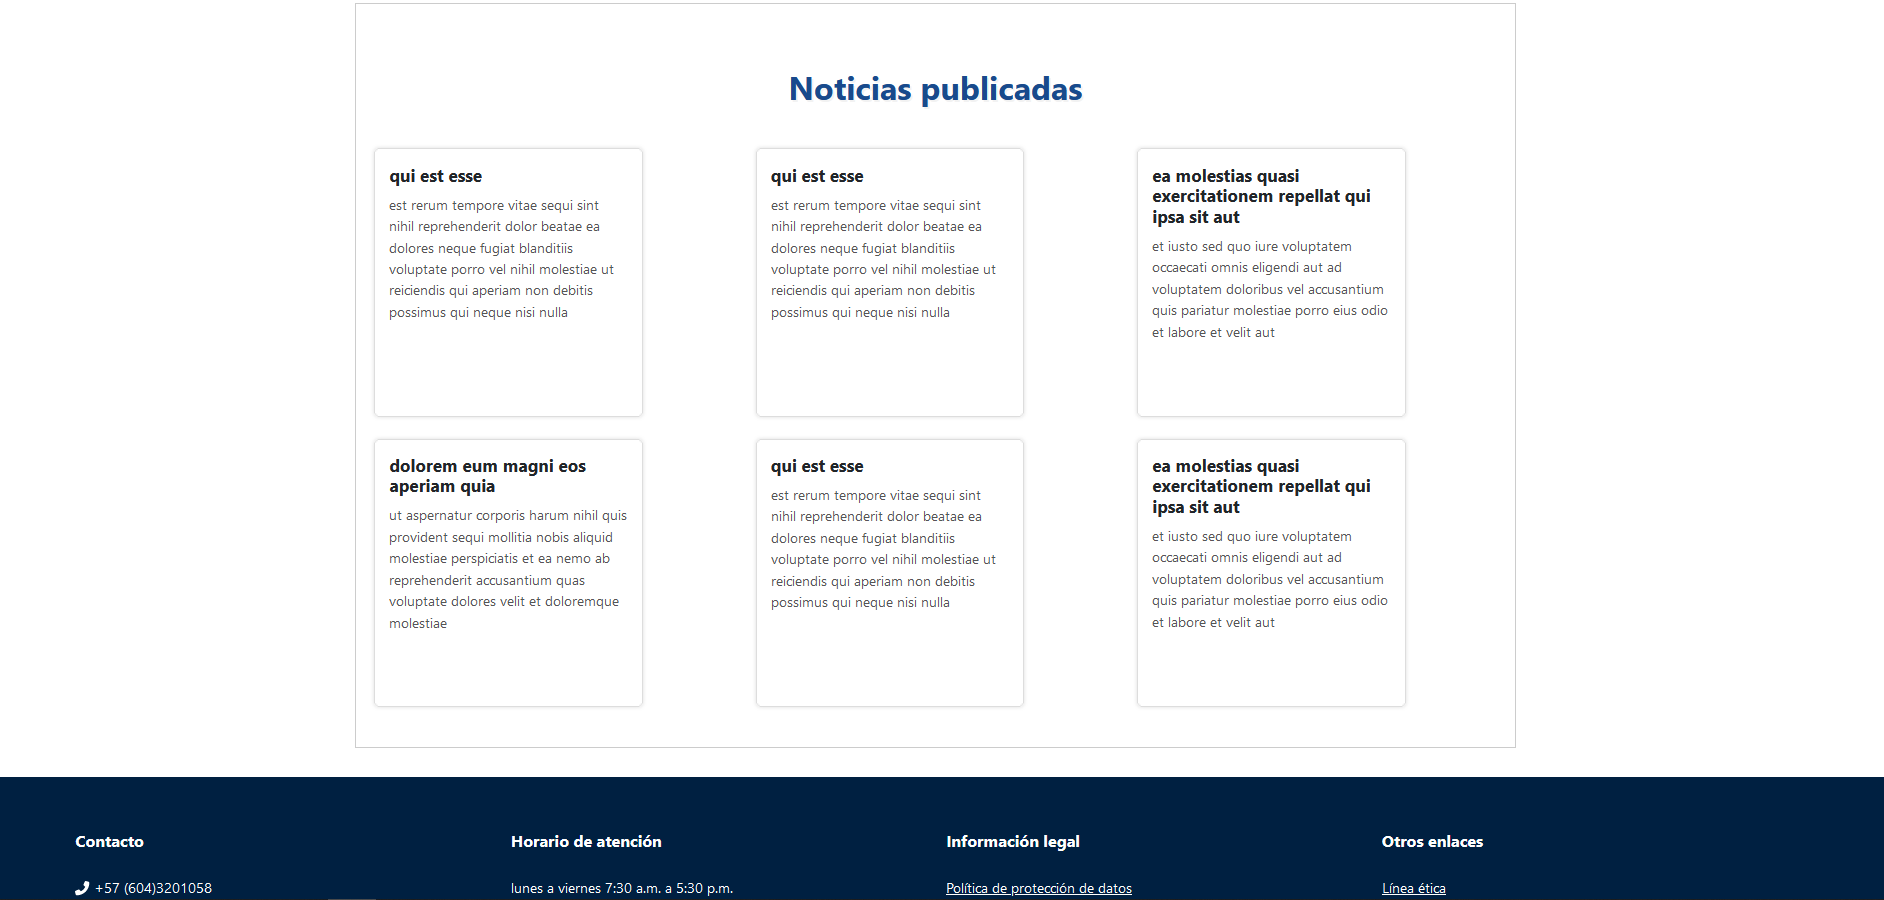 Noticias publicadas
qui est esse
est rerum tempore vitae sequi sint
nihil reprehenderit dolor beatae ea
dolores neque fugiat blanditiis
voluptate porro vel nihil molestiae ut
reiciendis qui aperiam non debitis
possimus qui neque nisi nulla
qui est esse
est rerum tempore vitae sequi sint
nihil reprehenderit dolor beatae ea
dolores neque fugiat blanditiis
voluptate porro vel nihil molestiae ut
reiciendis qui aperiam non debitis
possimus qui neque nisi nulla
ea molestias quasi
exercitationem repellat qui
ipsa sit aut
et iusto sed quo iure voluptatem
occaecati omnis eligendi aut ad
voluptatem doloribus vel accusantium
quis pariatur molestiae porro eius odio
et labore et velit aut
dolorem eum magni eos
aperiam quia
ut aspernatur corporis harum nihil quis
provident sequi mollitia nobis aliquid
molestiae perspiciatis et ea nemo ab
reprehenderit accusantium quas
voluptate dolores velit et doloremque
molestiae
qui est esse
est rerum tempore vitae sequi sint
nihil reprehenderit dolor beatae ea
dolores neque fugiat blanditiis
voluptate porro vel nihil molestiae ut
reiciendis qui aperiam non debitis
possimus qui neque nisi nulla
ea molestias quasi
exercitationem repellat qui
ipsa sit aut
et iusto sed quo iure voluptatem
occaecati omnis eligendi aut ad
voluptatem doloribus vel accusantium
quis pariatur molestiae porro eius odio
et labore et velit aut
Contacto
+57 (604)3201058
Horario de atención
lunes a viernes 7:30 a.m. a 5:30 p.m.
Información legal
Política de protección de datos
Otros enlaces
Línea ética